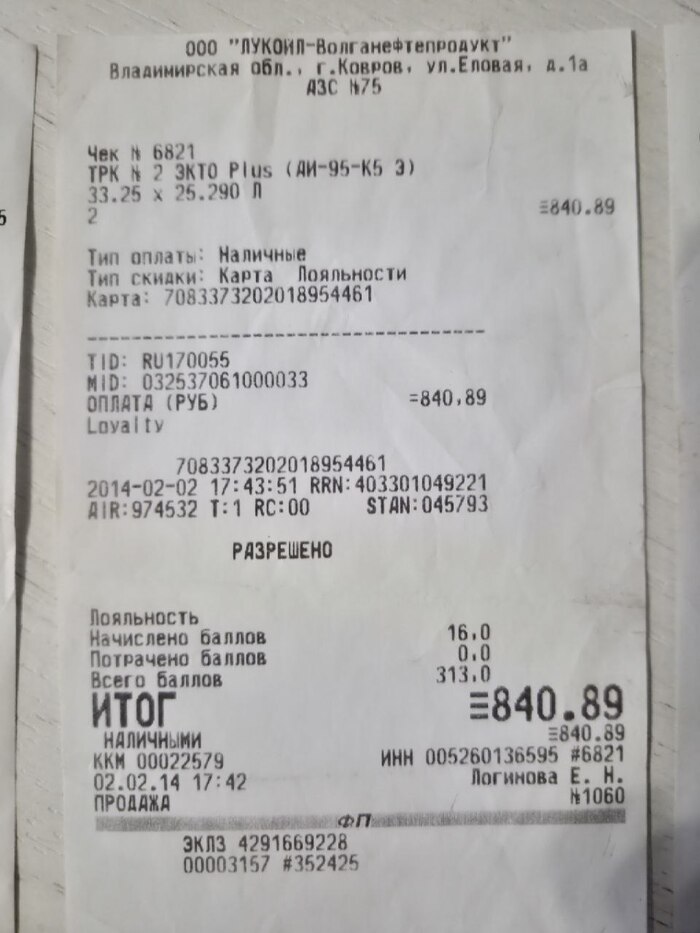 ООО "ЛУКОИЛ-Волганефтепродукт"
Владимирская обл., г.Ковров, ул.Еловая, д.1а
АЗС №75
Чек № 6821
ТРК № 2 ЭКТО Plus (АИ-95-К5 Э)
33.25 x 25.290 Л
2 ≡840.89
Тип оплаты: Наличные
Тип скидки: Карта Лояльности
Карта: 7083373202018954461
TID: RU170055
MID: 032537061000033
ОПЛАТА (РУБ) =840,89
Loyalty
7083373202018954461
2014-02-02 17:43:51 RRN:403301049221
AIR:974532 T:1 RC:00 STAN:045793
РАЗРЕШЕНО
Лояльность
Начислено баллов 16,0
Потрачено баллов 0,0
Всего баллов 313,0
ИТОГ ≡840.89
НАЛИЧНЫМИ ≡840.89
ККМ 00022579 ИНН 005260136595 #6821
02.02.14 17:42 Логинова Е. Н.
ПРОДАЖА №1060
ФП
ЭКЛЗ 4291669228
00003157 #352425
5